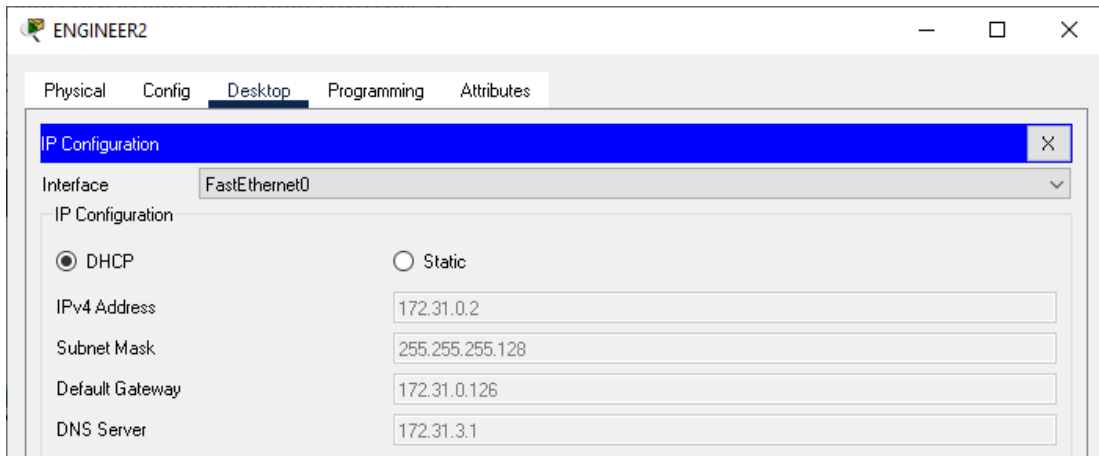 ENGINEER2
Physical Config Desktop Programming Attributes
IP Configuration X
Interface FastEthernet0
IP Configuration
DHCP Static
IPv4 Address 172.31.0.2
Subnet Mask 255.255.255.128
Default Gateway 172.31.0.126
DNS Server 172.31.3.1